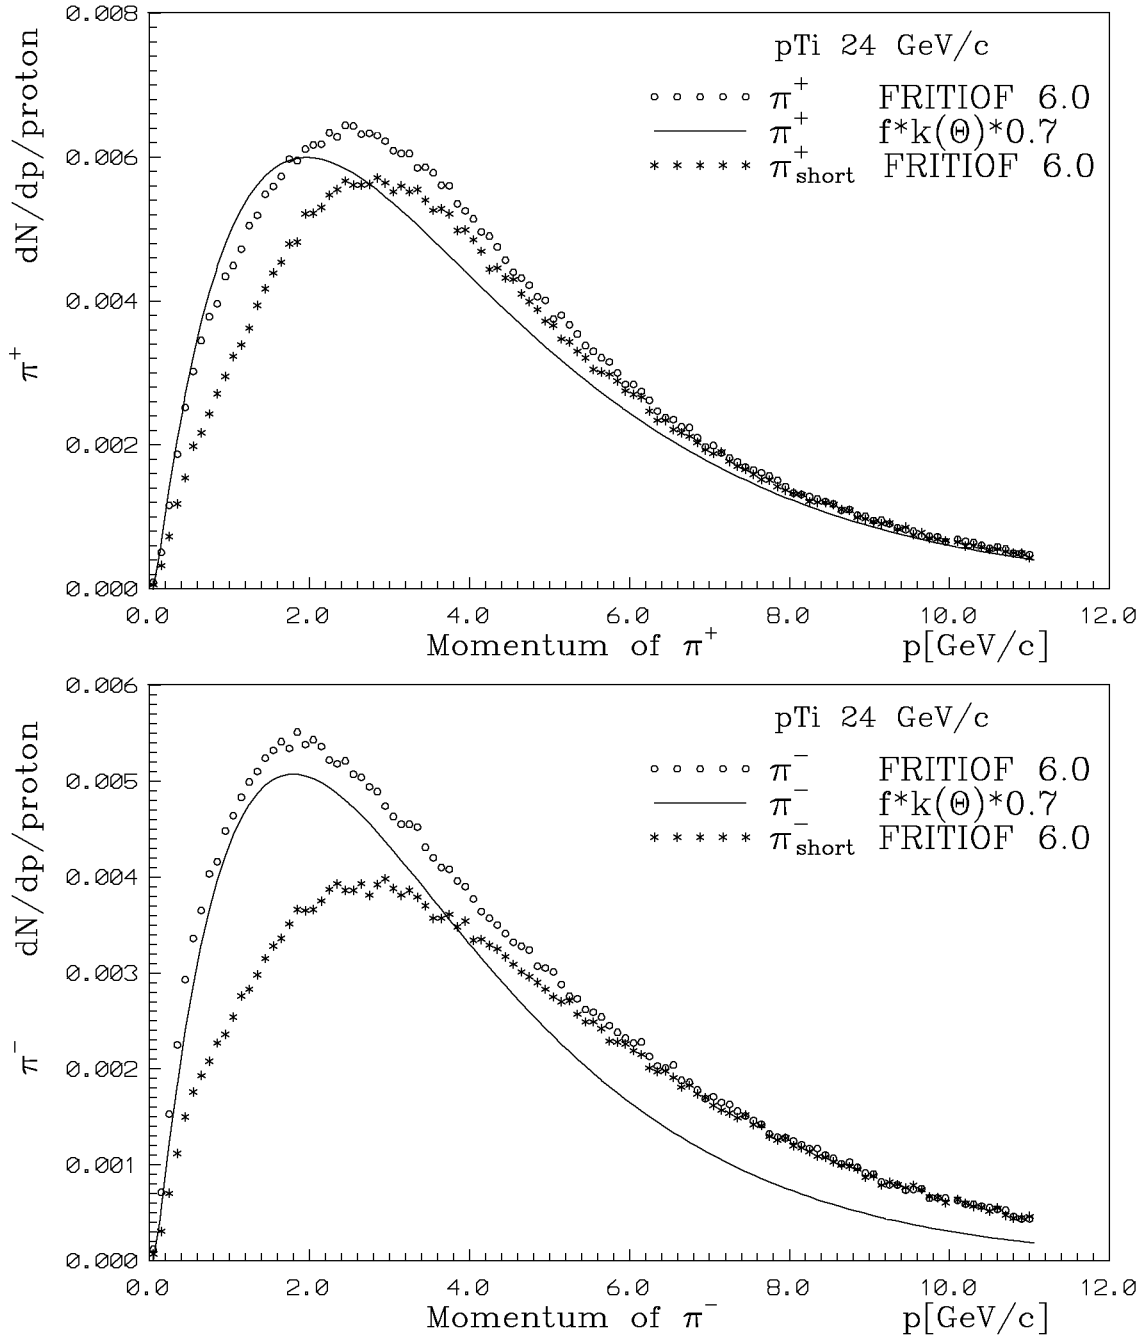 0.008
pTi 24 GeV/c
π⁺ FRITIOF 6.0
π⁺ f*k(Θ)*0.7
π⁺short FRITIOF 6.0
0.006
0.004
0.002
0.000
π⁺ dN/dp/proton
0.0 2.0 4.0 6.0 8.0 10.0 12.0
Momentum of π⁺ p[GeV/c]
0.006
pTi 24 GeV/c
π⁻ FRITIOF 6.0
π⁻ f*k(Θ)*0.7
π⁻short FRITIOF 6.0
0.005
0.004
0.003
0.002
0.001
0.000
π⁻ dN/dp/proton
0.0 2.0 4.0 6.0 8.0 10.0 12.0
Momentum of π⁻ p[GeV/c]